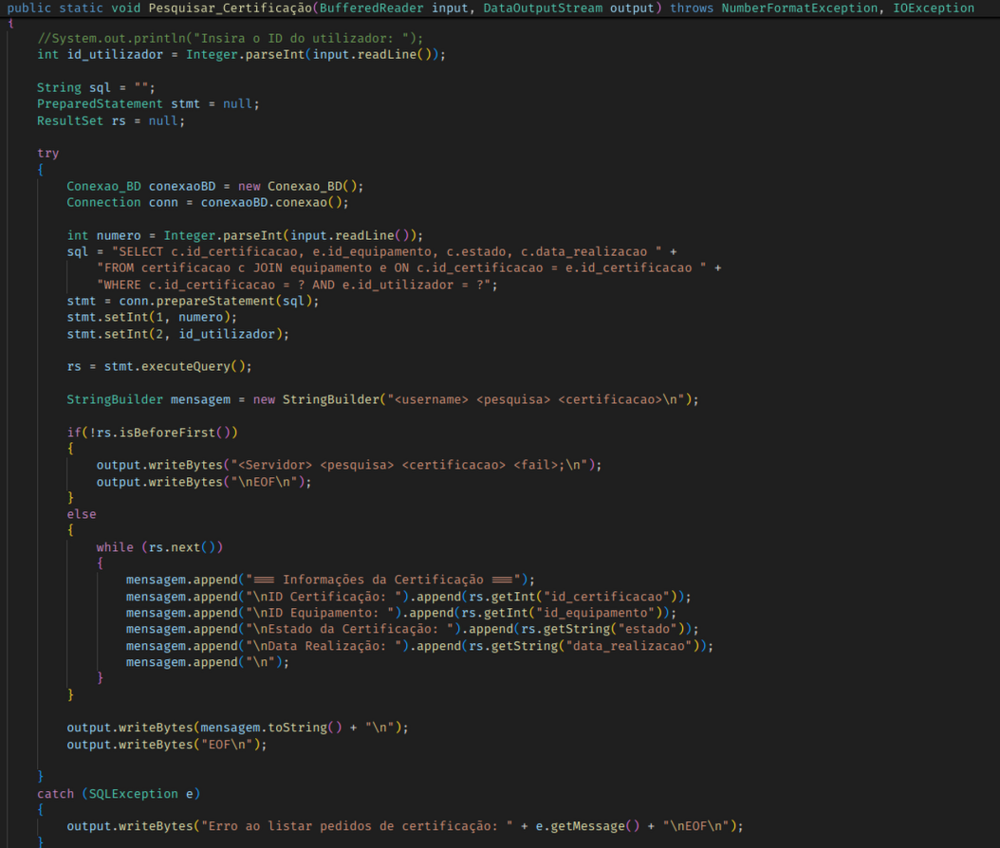 public static void Pesquisar_Certificação(BufferedReader input, DataOutputStream output) throws NumberFormatException, IOException
{
    //System.out.println("Insira o ID do utilizador: ");
    int id_utilizador = Integer.parseInt(input.readLine());

    String sql = "";
    PreparedStatement stmt = null;
    ResultSet rs = null;

    try
    {
        Conexao_BD conexaoBD = new Conexao_BD();
        Connection conn = conexaoBD.conexao();

        int numero = Integer.parseInt(input.readLine());
        sql = "SELECT c.id_certificacao, e.id_equipamento, c.estado, c.data_realizacao " +
            "FROM certificacao c JOIN equipamento e ON c.id_certificacao = e.id_certificacao " +
            "WHERE c.id_certificacao = ? AND e.id_utilizador = ?";
        stmt = conn.prepareStatement(sql);
        stmt.setInt(1, numero);
        stmt.setInt(2, id_utilizador);

        rs = stmt.executeQuery();

        StringBuilder mensagem = new StringBuilder("<username> <pesquisa> <certificacao>\n");

        if(!rs.isBeforeFirst())
        {
            output.writeBytes("<Servidor> <pesquisa> <certificacao> <fail>;\n");
            output.writeBytes("\nEOF\n");
        }
        else
        {
            while (rs.next())
            {
                mensagem.append("=== Informações da Certificação ===");
                mensagem.append("\nID Certificação: ").append(rs.getInt("id_certificacao"));
                mensagem.append("\nID Equipamento: ").append(rs.getInt("id_equipamento"));
                mensagem.append("\nEstado da Certificação: ").append(rs.getString("estado"));
                mensagem.append("\nData Realização: ").append(rs.getString("data_realizacao"));
                mensagem.append("\n");
            }
        }

        output.writeBytes(mensagem.toString() + "\n");
        output.writeBytes("EOF\n");

    }
    catch (SQLException e)
    {
        output.writeBytes("Erro ao listar pedidos de certificação: " + e.getMessage() + "\nEOF\n");
    }